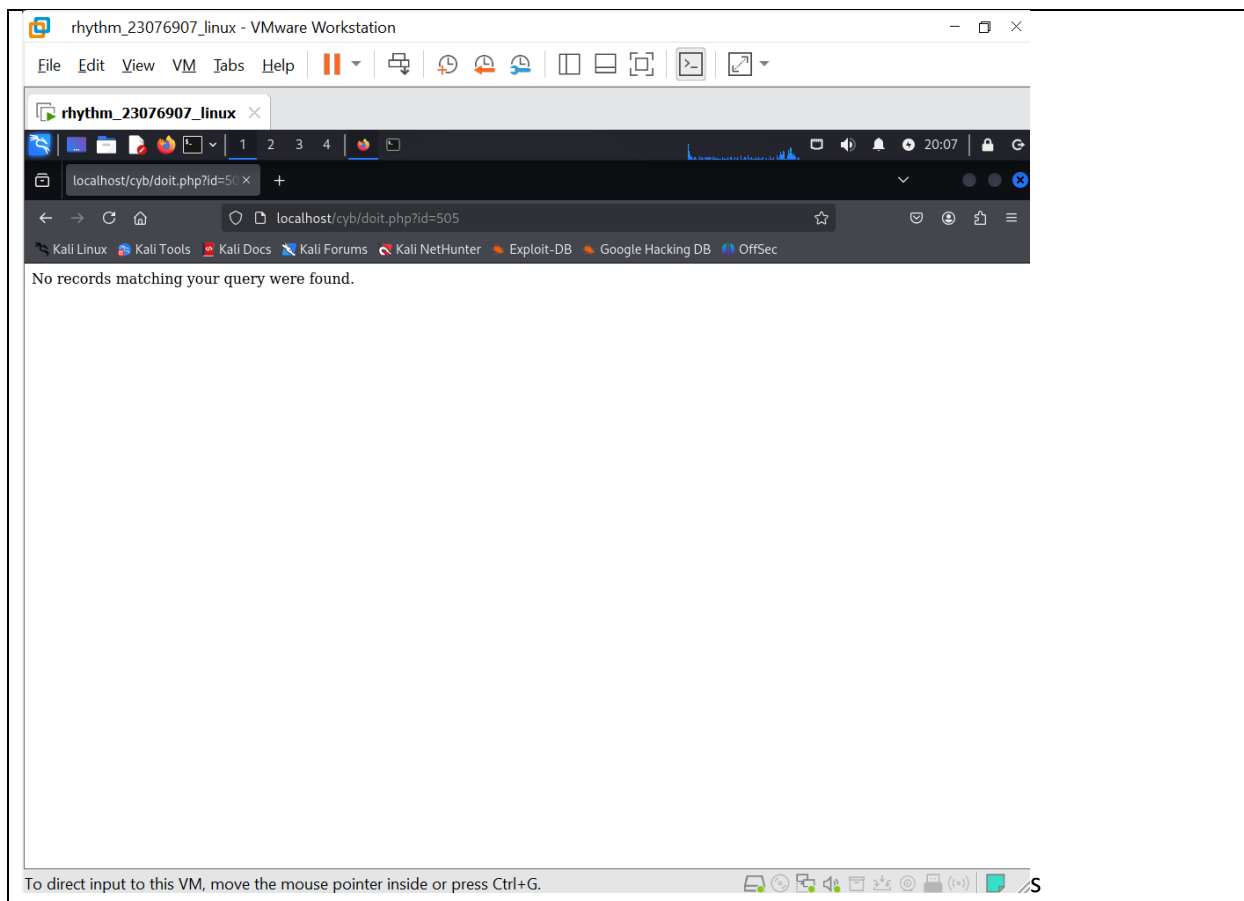 rhythm_23076907_linux - VMware Workstation
File Edit View VM Tabs Help
rhythm_23076907_linux
1 2 3 4 20:07
localhost/cyb/doit.php?id=50
localhost/cyb/doit.php?id=505
Kali Linux Kali Tools Kali Docs Kali Forums Kali NetHunter Exploit-DB Google Hacking DB OffSec
No records matching your query were found.
To direct input to this VM, move the mouse pointer inside or press Ctrl+G.
s